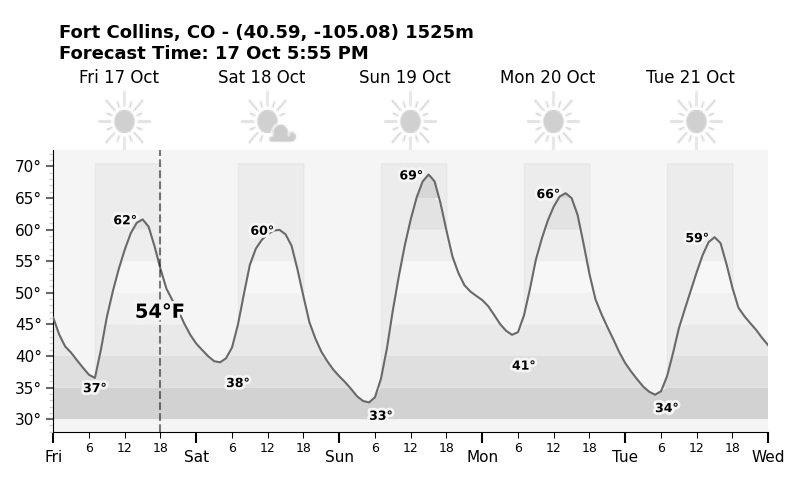 Fort Collins, CO - (40.59, -105.08) 1525m
Forecast Time: 17 Oct 5:55 PM
Fri 17 Oct Sat 18 Oct Sun 19 Oct Mon 20 Oct Tue 21 Oct
70°
69°
66°
65°
62°
60° 60°
59°
55°
54°F
50°
45°
40°
41°
38°
35° 37°
34°
33°
30°
6 12 18 6 12 18 6 12 18 6 12 18 6 12 18
Fri Sat Sun Mon Tue Wed